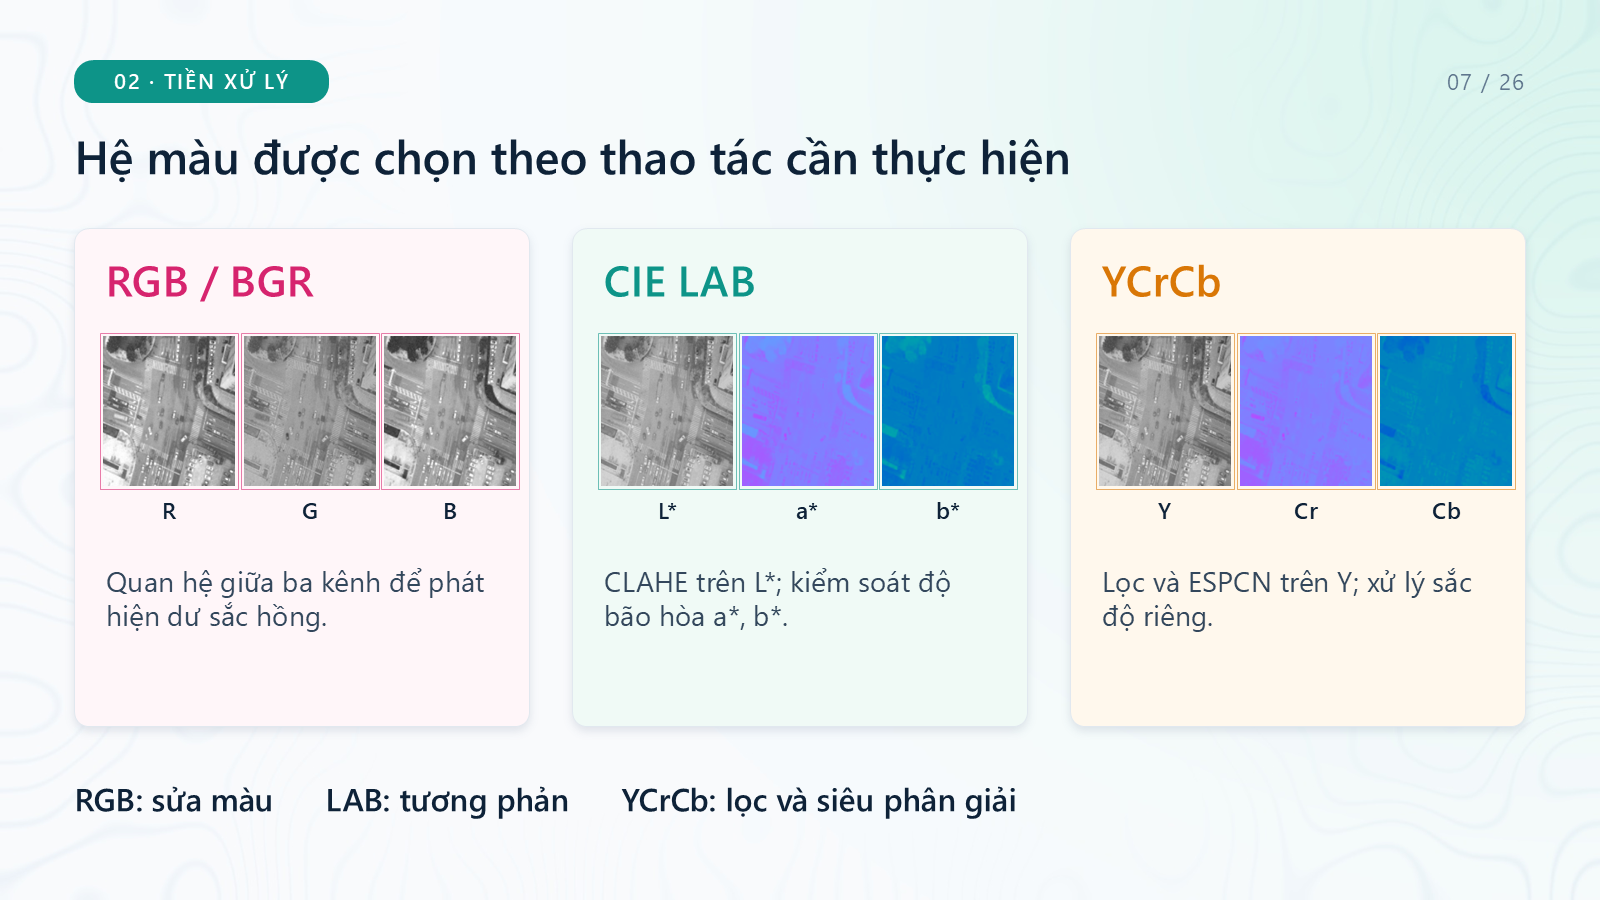 02 · TIỀN XỬ LÝ
07 / 26
Hệ màu được chọn theo thao tác cần thực hiện
RGB / BGR
R G B
Quan hệ giữa ba kênh để phát
hiện dư sắc hồng.
CIE LAB
L* a* b*
CLAHE trên L*; kiểm soát độ
bão hòa a*, b*.
YCrCb
Y Cr Cb
Lọc và ESPCN trên Y; xử lý sắc
độ riêng.
RGB: sửa màu LAB: tương phản YCrCb: lọc và siêu phân giải